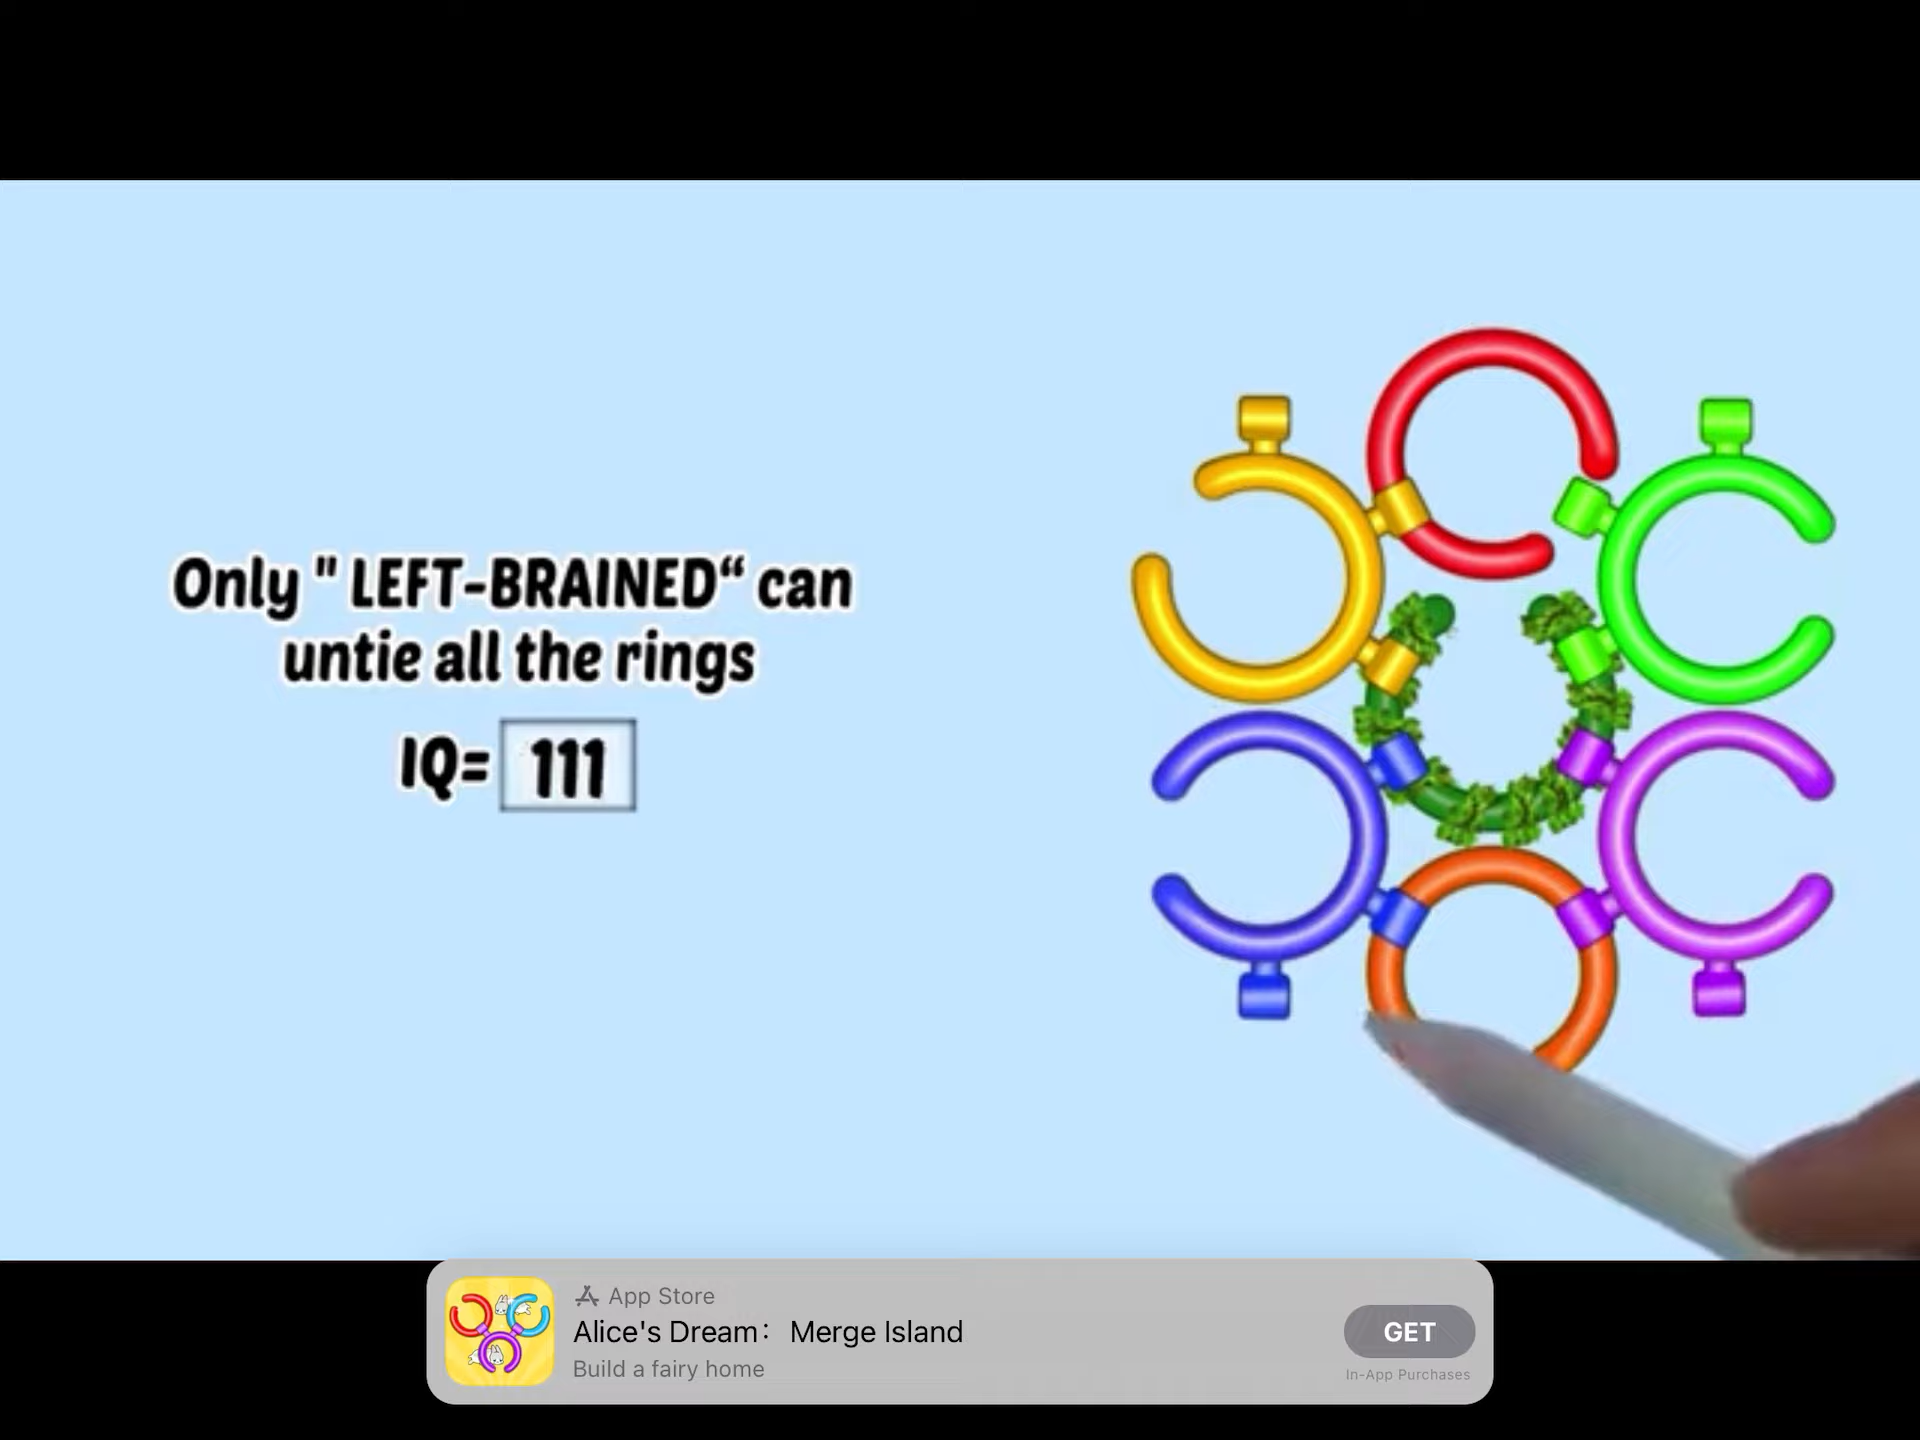 Only " LEFT-BRAINED“ can
untie all the rings
IQ= 111
App Store
Alice's Dream： Merge Island
Build a fairy home
GET
In-App Purchases